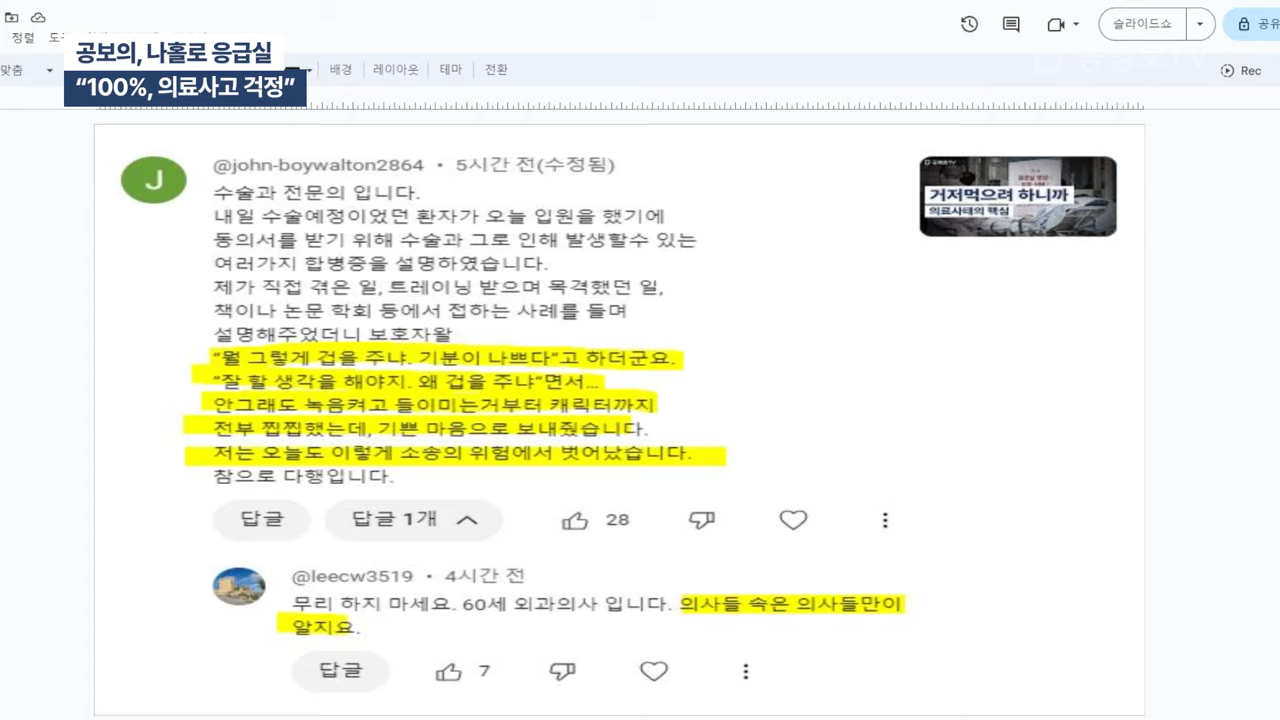 정렬
슬라이드쇼
공유
맞춤
배경
레이아웃
테마
전환
Rec
공보의, 나홀로 응급실
“100%, 의료사고 걱정”
J
@john-boywalton2864 • 5시간 전(수정됨)
수술과 전문의 입니다.
내일 수술예정이었던 환자가 오늘 입원을 했기에
동의서를 받기 위해 수술과 그로 인해 발생할수 있는
여러가지 합병증을 설명하였습니다.
제가 직접 겪은 일, 트레이닝 받으며 목격했던 일,
책이나 논문 학회 등에서 접하는 사례를 들며
설명해주었더니 보호자왈
“뭘 그렇게 겁을 주냐. 기분이 나쁘다“고 하더군요.
“잘 할 생각을 해야지. 왜 겁을 주냐”면서...
안그래도 녹음켜고 들이미는거부터 캐릭터까지
전부 찝찝했는데, 기쁜 마음으로 보내줬습니다.
저는 오늘도 이렇게 소송의 위험에서 벗어났습니다.
참으로 다행입니다.
거저먹으려 하니까
의료사태의 핵심
답글
답글 1개
28
@leecw3519 • 4시간 전
무리 하지 마세요. 60세 외과의사 입니다. 의사들 속은 의사들만이
알지요.
답글
7